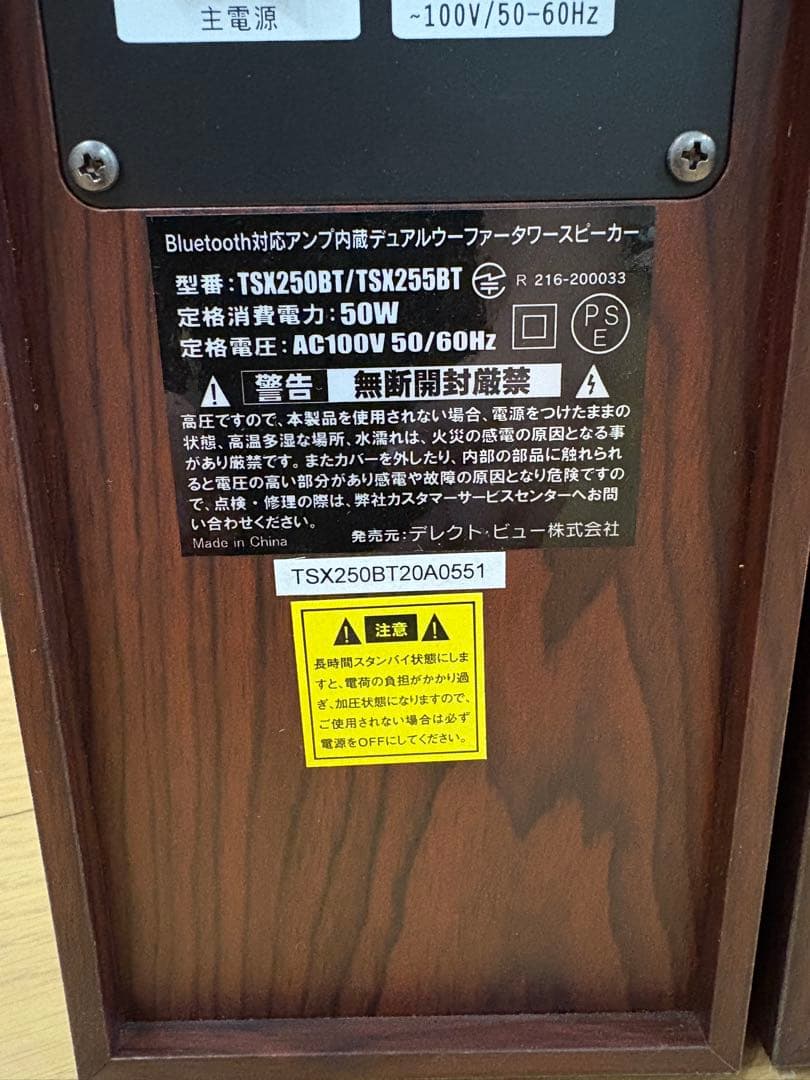 主電源
~100V/50-60Hz
Bluetooth対応アンプ内蔵デュアルウーファータワースピーカー
型番:TSX250BT/TSX255BT R 216-200033
定格消費電力:50W
定格電圧:AC100V 50/60Hz
PSE
警告 無断開封厳禁
高圧ですので、本製品を使用されない場合、電源をつけたままの
状態、高温多湿な場所、水濡れは、火災の感電の原因となる事
があり厳禁です。またカバーを外したり、内部の部品に触れられ
ると電圧の高い部分があり感電や故障の原因となり危険ですの
で、点検・修理の際は、弊社カスタマーサービスセンターへお問
い合わせください。
発売元:デレクト・ビュー株式会社
Made in China
TSX250BT20A0551
注意
長時間スタンバイ状態にしま
すと、電荷の負担がかかり過
ぎ、加圧状態になりますので、
ご使用されない場合は必ず
電源をOFFにしてください。